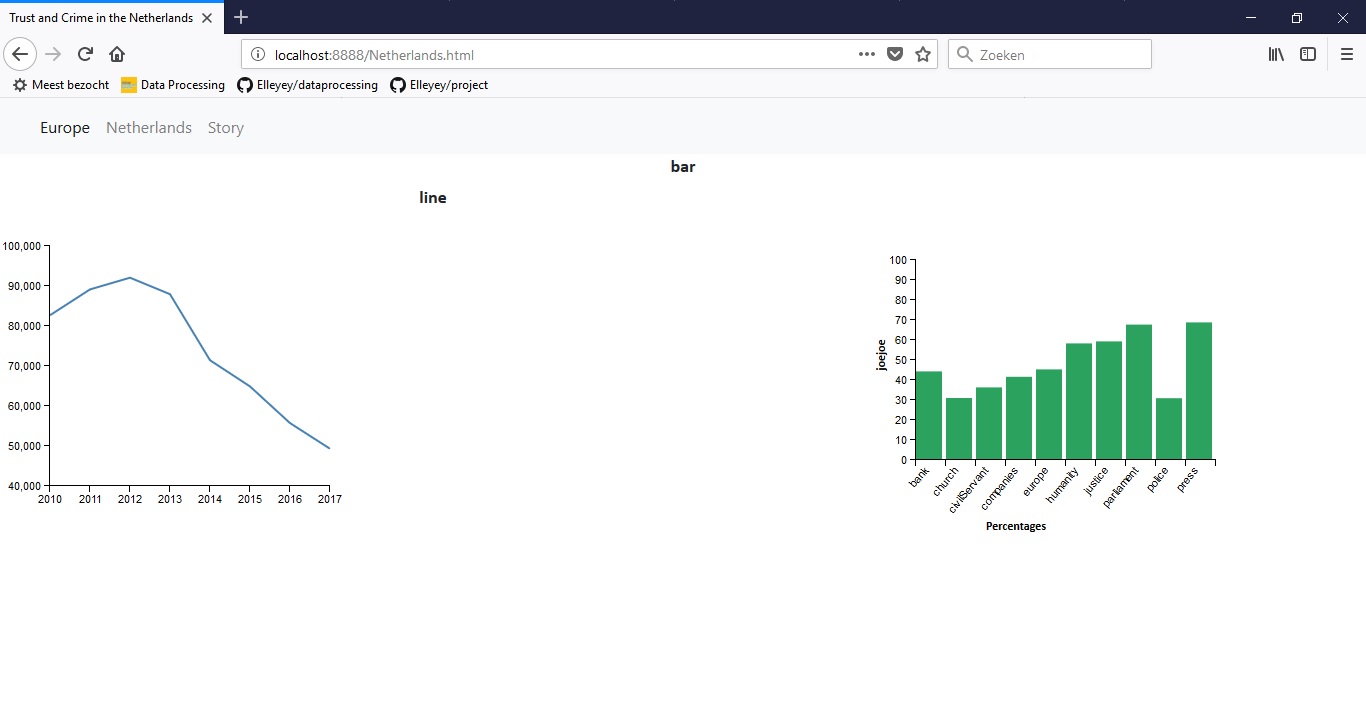 Trust and Crime in the Netherlands
localhost:8888/Netherlands.html
Zoeken
Meest bezocht
Data Processing
Elleyey/dataprocessing
Elleyey/project
Europe Netherlands Story
bar
line
100,000
90,000
80,000
70,000
60,000
50,000
40,000
2010 2011 2012 2013 2014 2015 2016 2017
100
90
80
70
60
50
40
30
20
10
0
joejoe
bank church civilServant companies europe humanity justice parliament police press
Percentages